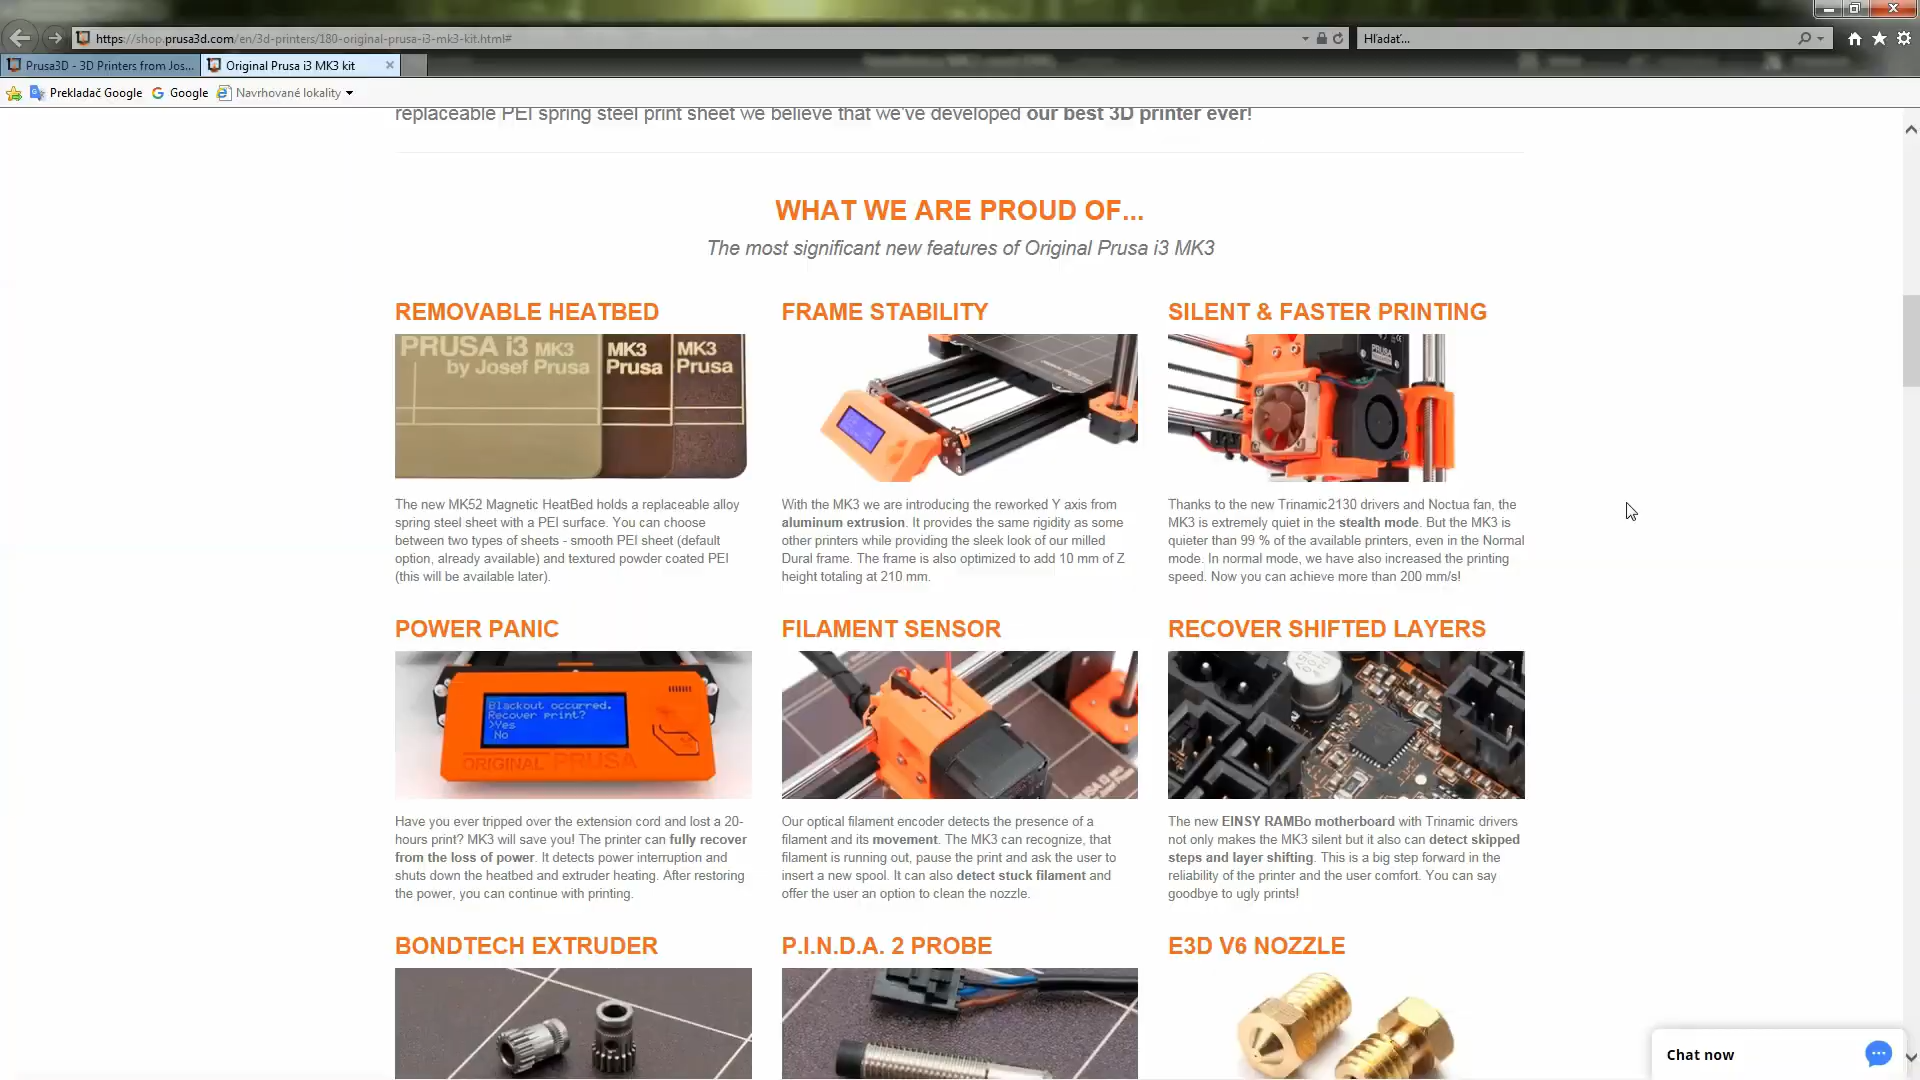 https://shop.prusa3d.com/en/3d-printers/180-original-prusa-i3-mk3-kit.html#
Hľadať...
Prusa3D - 3D Printers from Jos...
Original Prusa i3 MK3 kit
Prekladač Google
Google
Navrhované lokality
replaceable PEI spring steel print sheet we believe that we've developed our best 3D printer ever!
WHAT WE ARE PROUD OF...
The most significant new features of Original Prusa i3 MK3
REMOVABLE HEATBED
PRUSA i3 MK3
by Josef Prusa
MK3
Prusa
MK3
Prusa
The new MK52 Magnetic HeatBed holds a replaceable alloy
spring steel sheet with a PEI surface. You can choose
between two types of sheets - smooth PEI sheet (default
option, already available) and textured powder coated PEI
(this will be available later).
FRAME STABILITY
With the MK3 we are introducing the reworked Y axis from
aluminum extrusion. It provides the same rigidity as some
other printers while providing the sleek look of our milled
Dural frame. The frame is also optimized to add 10 mm of Z
height totaling at 210 mm.
SILENT & FASTER PRINTING
Thanks to the new Trinamic2130 drivers and Noctua fan, the
MK3 is extremely quiet in the stealth mode. But the MK3 is
quieter than 99 % of the available printers, even in the Normal
mode. In normal mode, we have also increased the printing
speed. Now you can achieve more than 200 mm/s!
POWER PANIC
Blackout occurred.
Recover print?
>Yes
No
ORIGINAL PRUSA
Have you ever tripped over the extension cord and lost a 20-
hours print? MK3 will save you! The printer can fully recover
from the loss of power. It detects power interruption and
shuts down the heatbed and extruder heating. After restoring
the power, you can continue with printing.
FILAMENT SENSOR
Our optical filament encoder detects the presence of a
filament and its movement. The MK3 can recognize, that
filament is running out, pause the print and ask the user to
insert a new spool. It can also detect stuck filament and
offer the user an option to clean the nozzle.
RECOVER SHIFTED LAYERS
The new EINSY RAMBo motherboard with Trinamic drivers
not only makes the MK3 silent but it also can detect skipped
steps and layer shifting. This is a big step forward in the
reliability of the printer and the user comfort. You can say
goodbye to ugly prints!
BONDTECH EXTRUDER
P.I.N.D.A. 2 PROBE
E3D V6 NOZZLE
Chat now